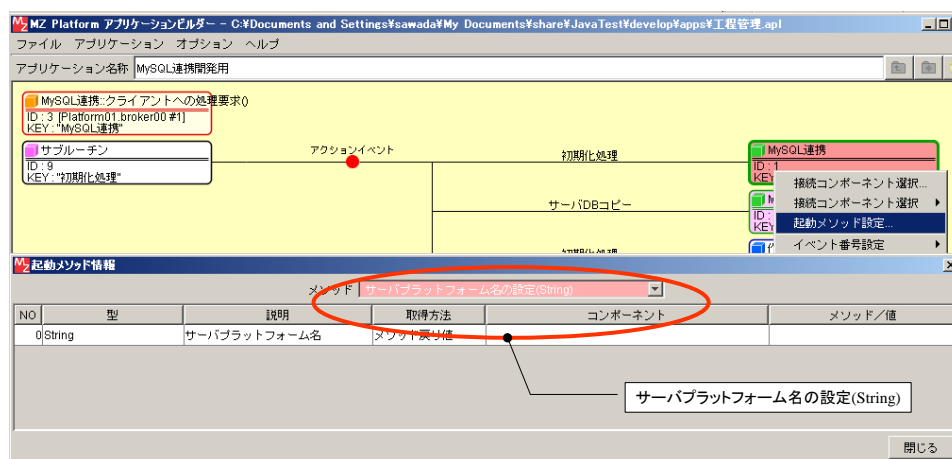 MZ Platform アプリケーションビルダー - C:¥Documents and Settings¥sawada¥My Documents¥share¥JavaTest¥develop¥apps¥工程管理.apl
ファイル アプリケーション オプション ヘルプ
アプリケーション名称 MySQL連携開発用
MySQL連携::クライアントへの処理要求()
ID : 3 [Platform01.broker00 #1]
KEY : "MySQL連携"
サブルーチン
ID : 9
KEY : "初期化処理"
アクションイベント
初期化処理
MySQL連携
ID : 1
KEY
サーバDBコピー
ID :
KEY
初期化処理
接続コンポーネント選択...
接続コンポーネント選択
起動メソッド設定...
イベント番号設定
起動メソッド情報
メソッド サーバプラットフォーム名の設定(String)
NO 型 説明 取得方法 コンポーネント メソッド／値
0 String サーバプラットフォーム名 メソッド戻り値
サーバプラットフォーム名の設定(String)
閉じる